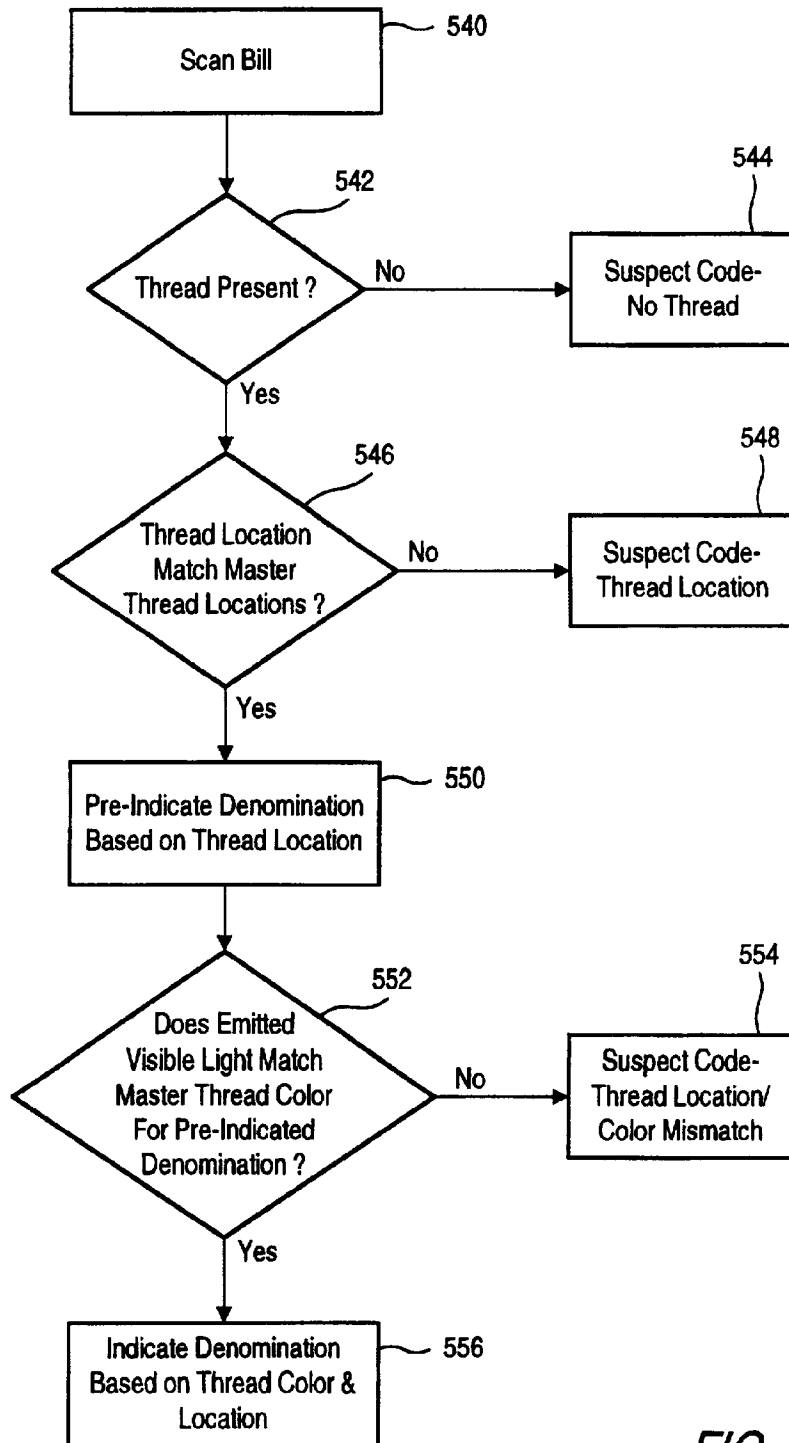 540
Scan Bill
544
542
Thread Present ?
No
Suspect Code-
No Thread
Yes
548
546
Thread Location
Match Master
Thread Locations ?
No
Suspect Code-
Thread Location
Yes
550
Pre-Indicate Denomination
Based on Thread Location
554
552
Does Emitted
Visible Light Match
Master Thread Color
For Pre-Indicated
Denomination ?
No
Suspect Code-
Thread Location/
Color Mismatch
Yes
Indicate Denomination
Based on Thread Color &
Location
556
FIG